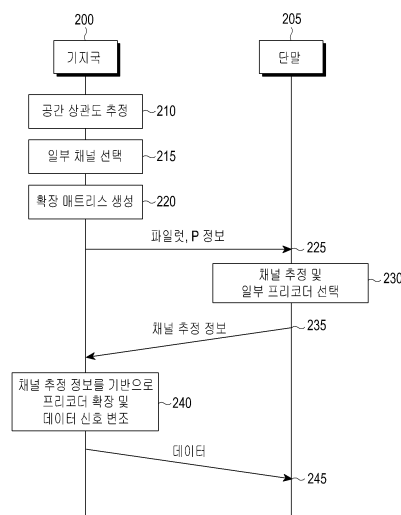 200
205
기지국
단말
공간 상관도 추정
210
일부 채널 선택
215
확장 매트리스 생성
220
파일럿, P 정보
225
채널 추정 및
일부 프리코더 선택
230
채널 추정 정보
235
채널 추정 정보를 기반으로
프리코더 확장 및
데이터 신호 변조
240
데이터
245